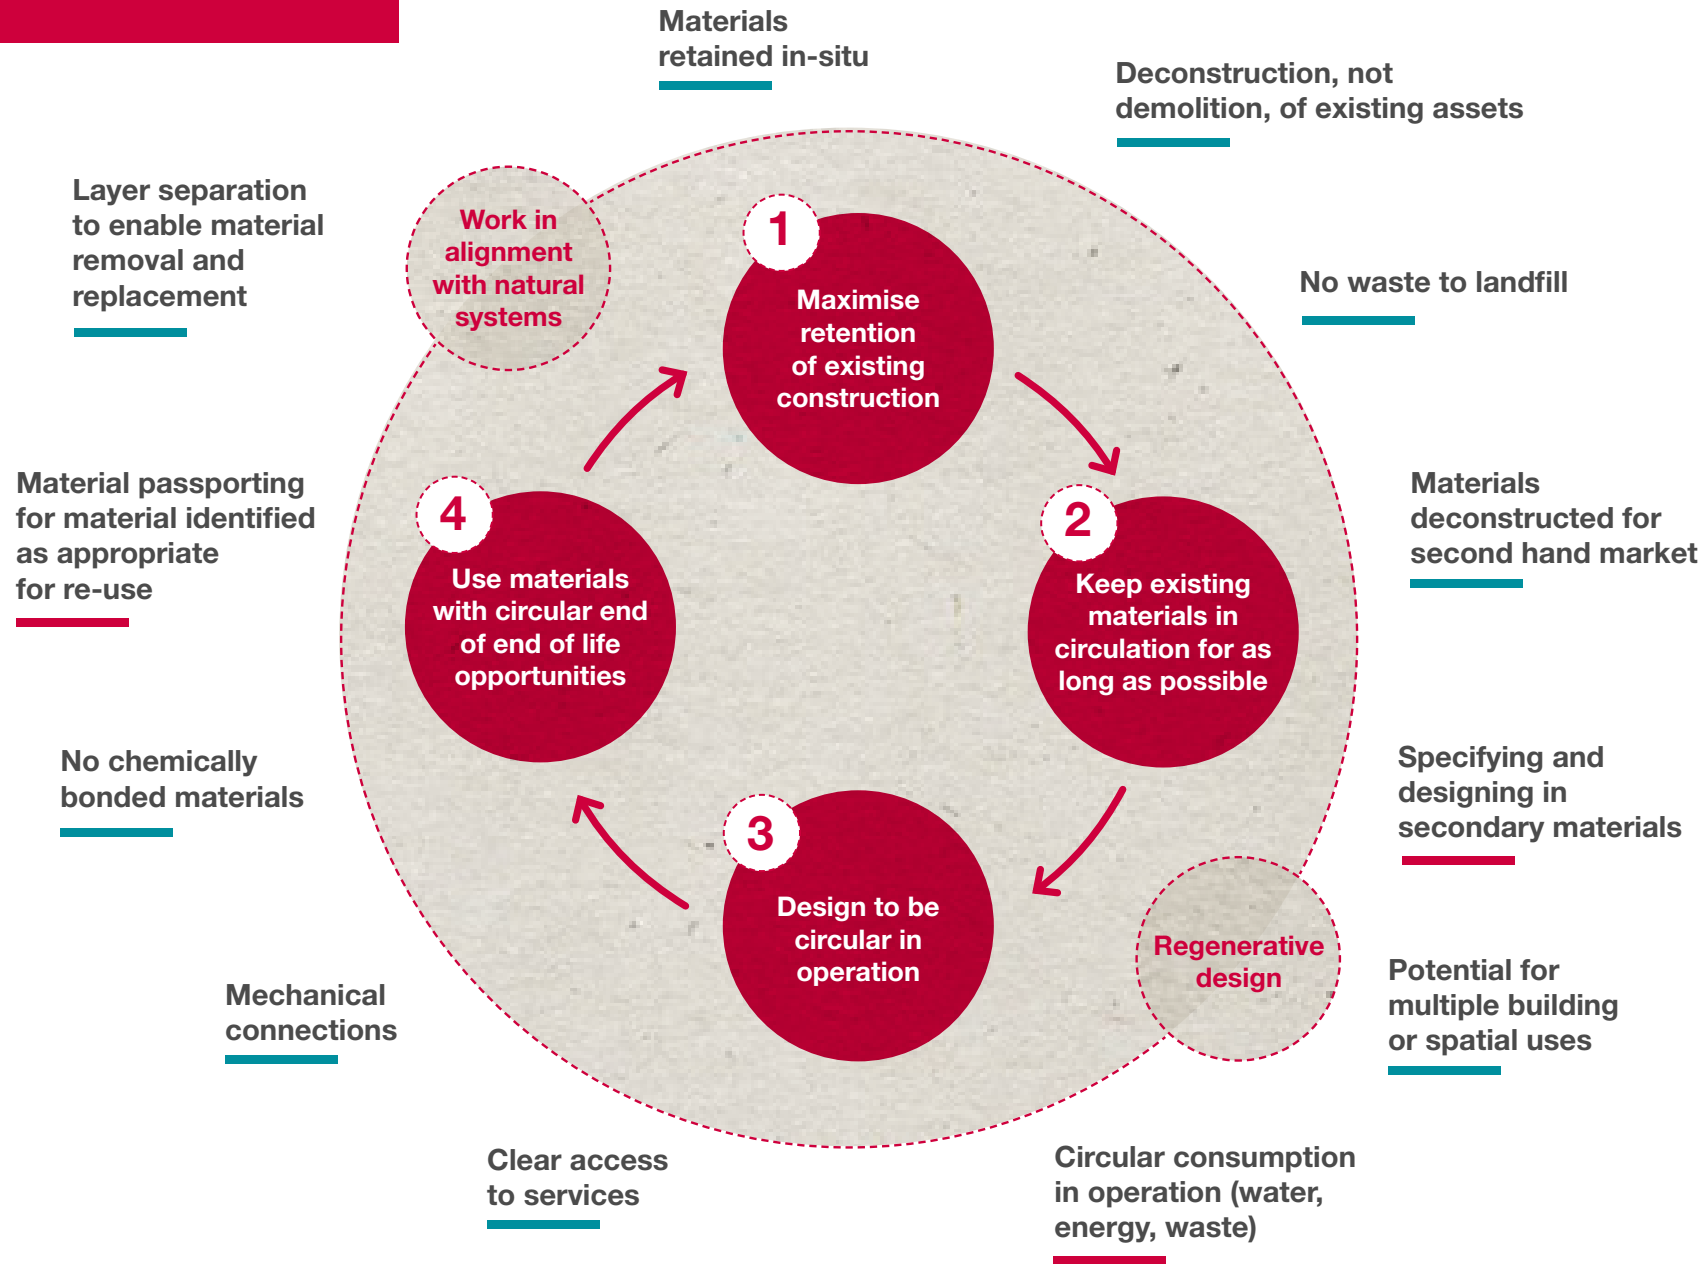 Materials
retained in-situ
Deconstruction, not
demolition, of existing assets
No waste to landfill
Materials
deconstructed for
second hand market
Specifying and
designing in
secondary materials
Potential for
multiple building
or spatial uses
Circular consumption
in operation (water,
energy, waste)
Clear access
to services
Mechanical
connections
No chemically
bonded materials
Material passporting
for material identified
as appropriate
for re-use
Layer separation
to enable material
removal and
replacement
Work in
alignment
with natural
systems
1
Maximise
retention
of existing
construction
2
Keep existing
materials in
circulation for as
long as possible
3
Design to be
circular in
operation
4
Use materials
with circular end
of end of life
opportunities
Regenerative
design